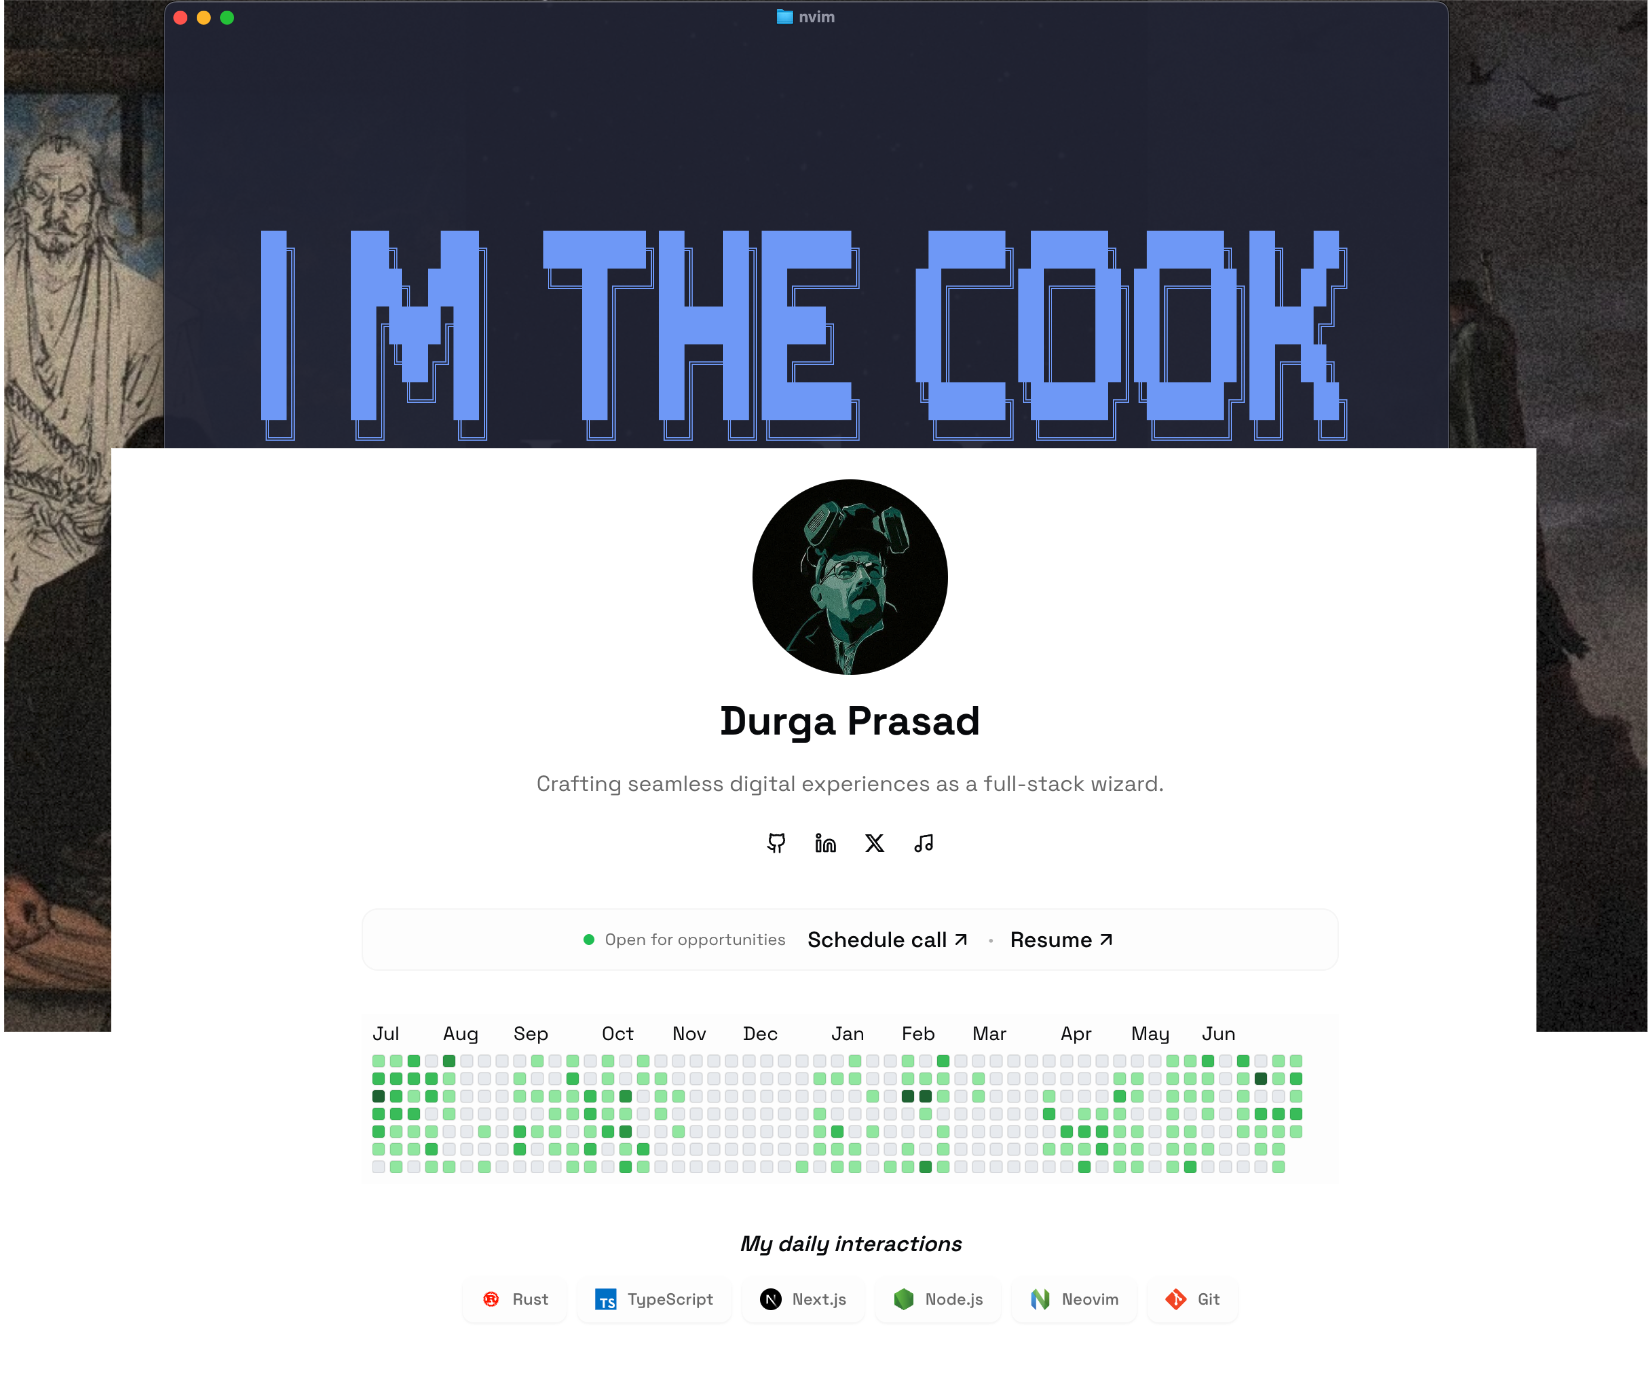 nvim
I M THE COOK
Durga Prasad
Crafting seamless digital experiences as a full-stack wizard.
Open for opportunities Schedule call ↗ • Resume ↗
Jul Aug Sep Oct Nov Dec Jan Feb Mar Apr May Jun
My daily interactions
Rust TS TypeScript N Next.js Node.js Neovim Git